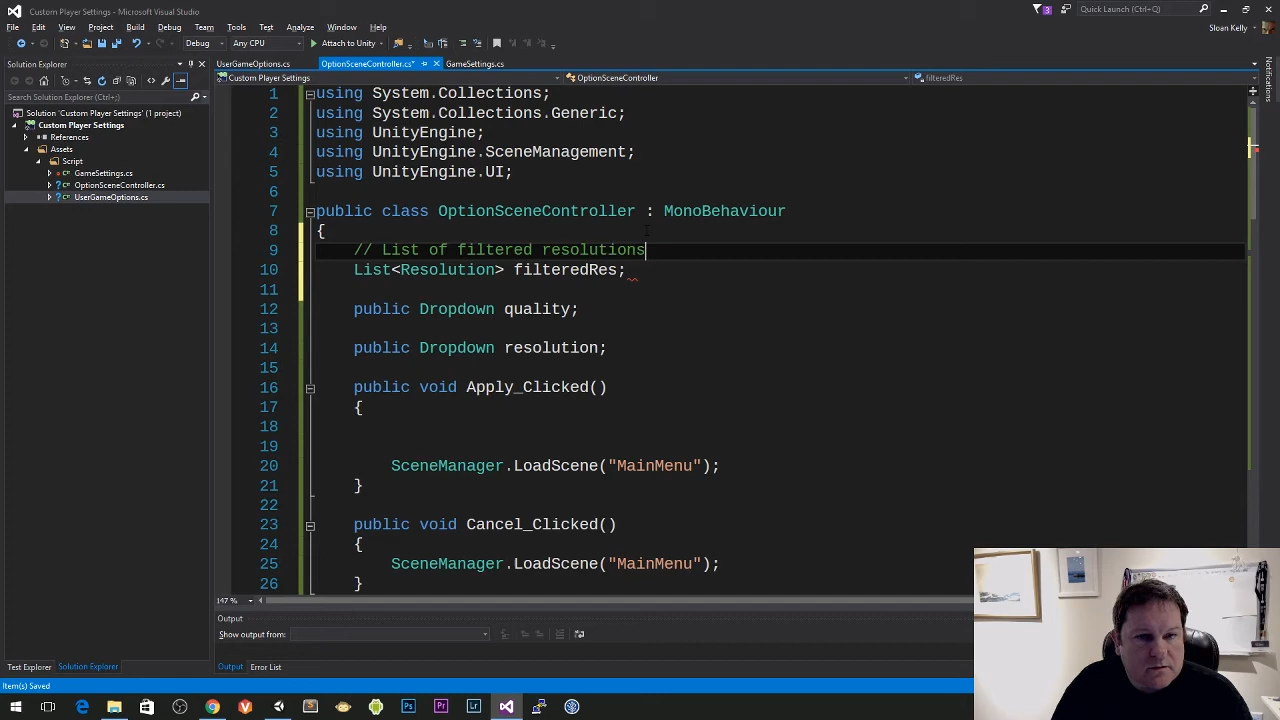 Custom Player Settings - Microsoft Visual Studio
3
Quick Launch (Ctrl+Q)
File Edit View Project Build Debug Team Tools Test Analyze Window Help
Sloan Kelly
Debug Any CPU Attach to Unity
Solution Explorer
UserGameOptions.cs OptionSceneController.cs* GameSettings.cs
Custom Player Settings OptionSceneController filteredRes
Notifications
Search Solution Explorer (Ctrl+;)
Solution 'Custom Player Settings' (1 project)
Custom Player Settings
References
Assets
Script
GameSettings.cs
OptionSceneController.cs
UserGameOptions.cs
1 using System.Collections;
2 using System.Collections.Generic;
3 using UnityEngine;
4 using UnityEngine.SceneManagement;
5 using UnityEngine.UI;
6
7 public class OptionSceneController : MonoBehaviour
8 {
9 // List of filtered resolutions
10 List<Resolution> filteredRes;
11
12 public Dropdown quality;
13
14 public Dropdown resolution;
15
16 public void Apply_Clicked()
17 {
18
19
20 SceneManager.LoadScene("MainMenu");
21 }
22
23 public void Cancel_Clicked()
24 {
25 SceneManager.LoadScene("MainMenu");
26 }
147 %
Output
Show output from:
Test Explorer Solution Explorer Output Error List
Item(s) Saved
Ps Pr Lr